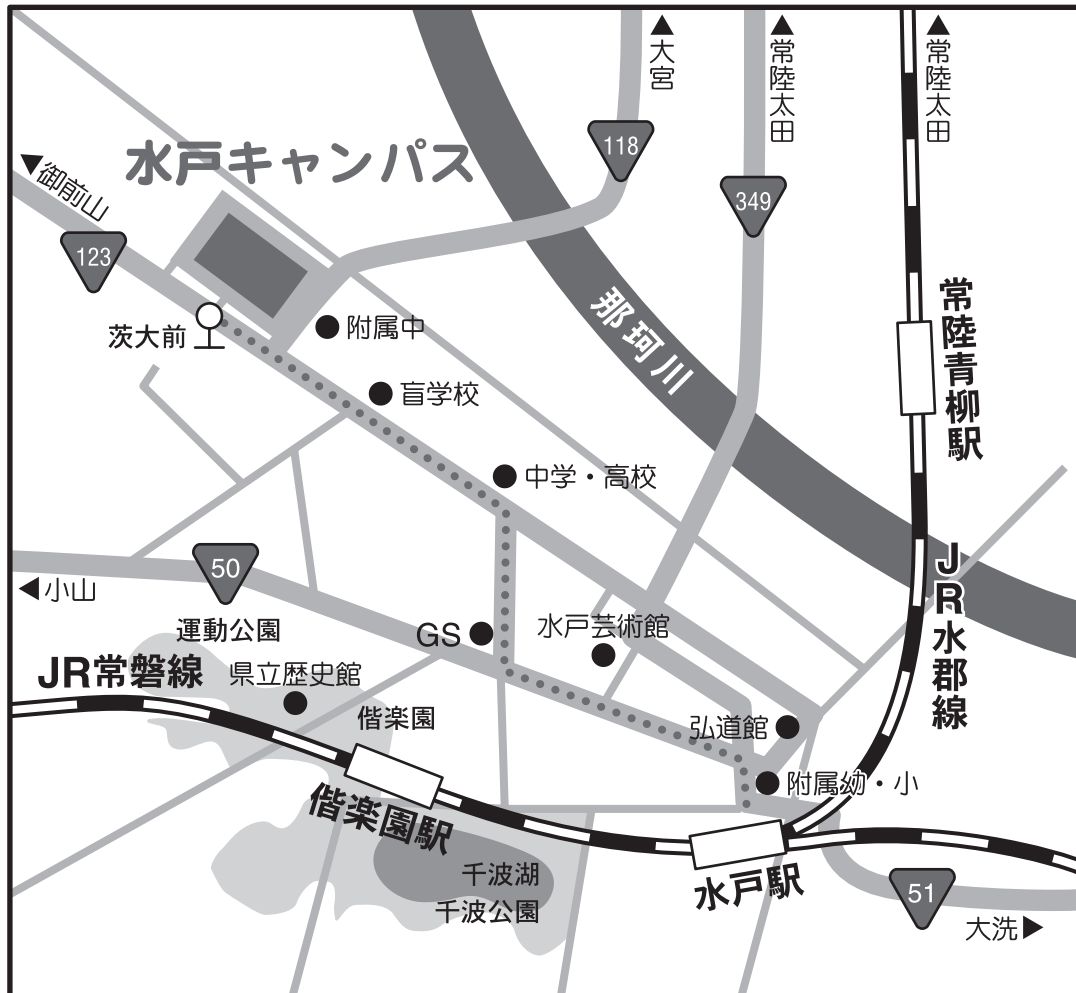 ▲大宮
▲常陸太田
▲常陸太田
水戸キャンパス
118
◀御前山
349
123
那珂川
常陸青柳駅
茨大前
附属中
盲学校
中学・高校
50
◀小山
JR水郡線
運動公園
GS
水戸芸術館
JR常磐線
県立歴史館
偕楽園
弘道館
附属幼・小
偕楽園駅
千波湖
水戸駅
51
千波公園
大洗▶